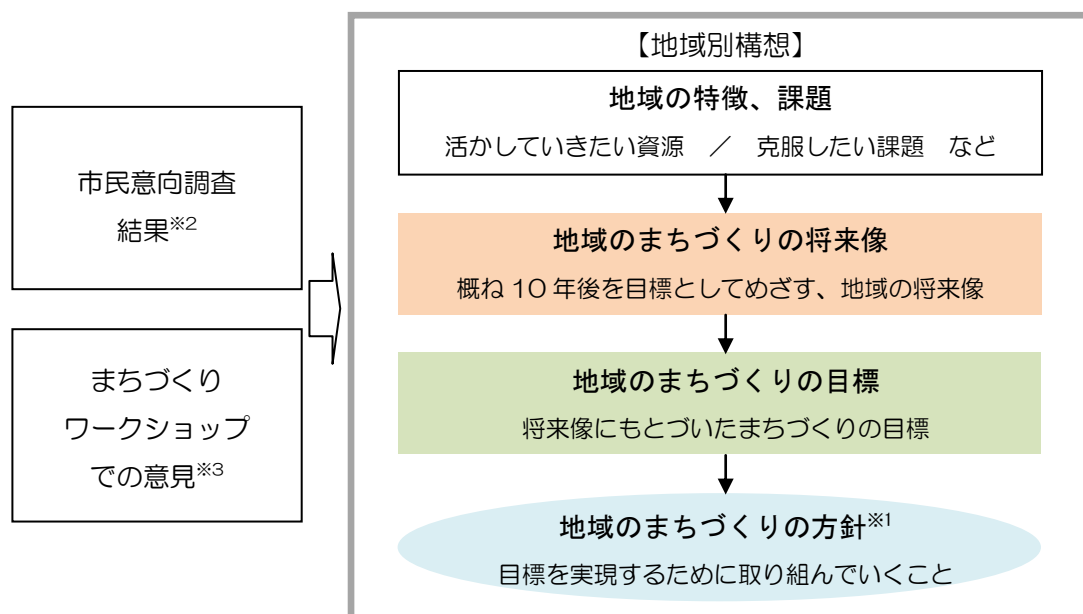 市民意向調査
結果※2
まちづくり
ワークショップ
での意見※3
【地域別構想】
地域の特徴、課題
活かしていきたい資源 ／ 克服したい課題 など
地域のまちづくりの将来像
概ね 10 年後を目標としてめざす、地域の将来像
地域のまちづくりの目標
将来像にもとづいたまちづくりの目標
地域のまちづくりの方針※1
目標を実現するために取り組んでいくこと